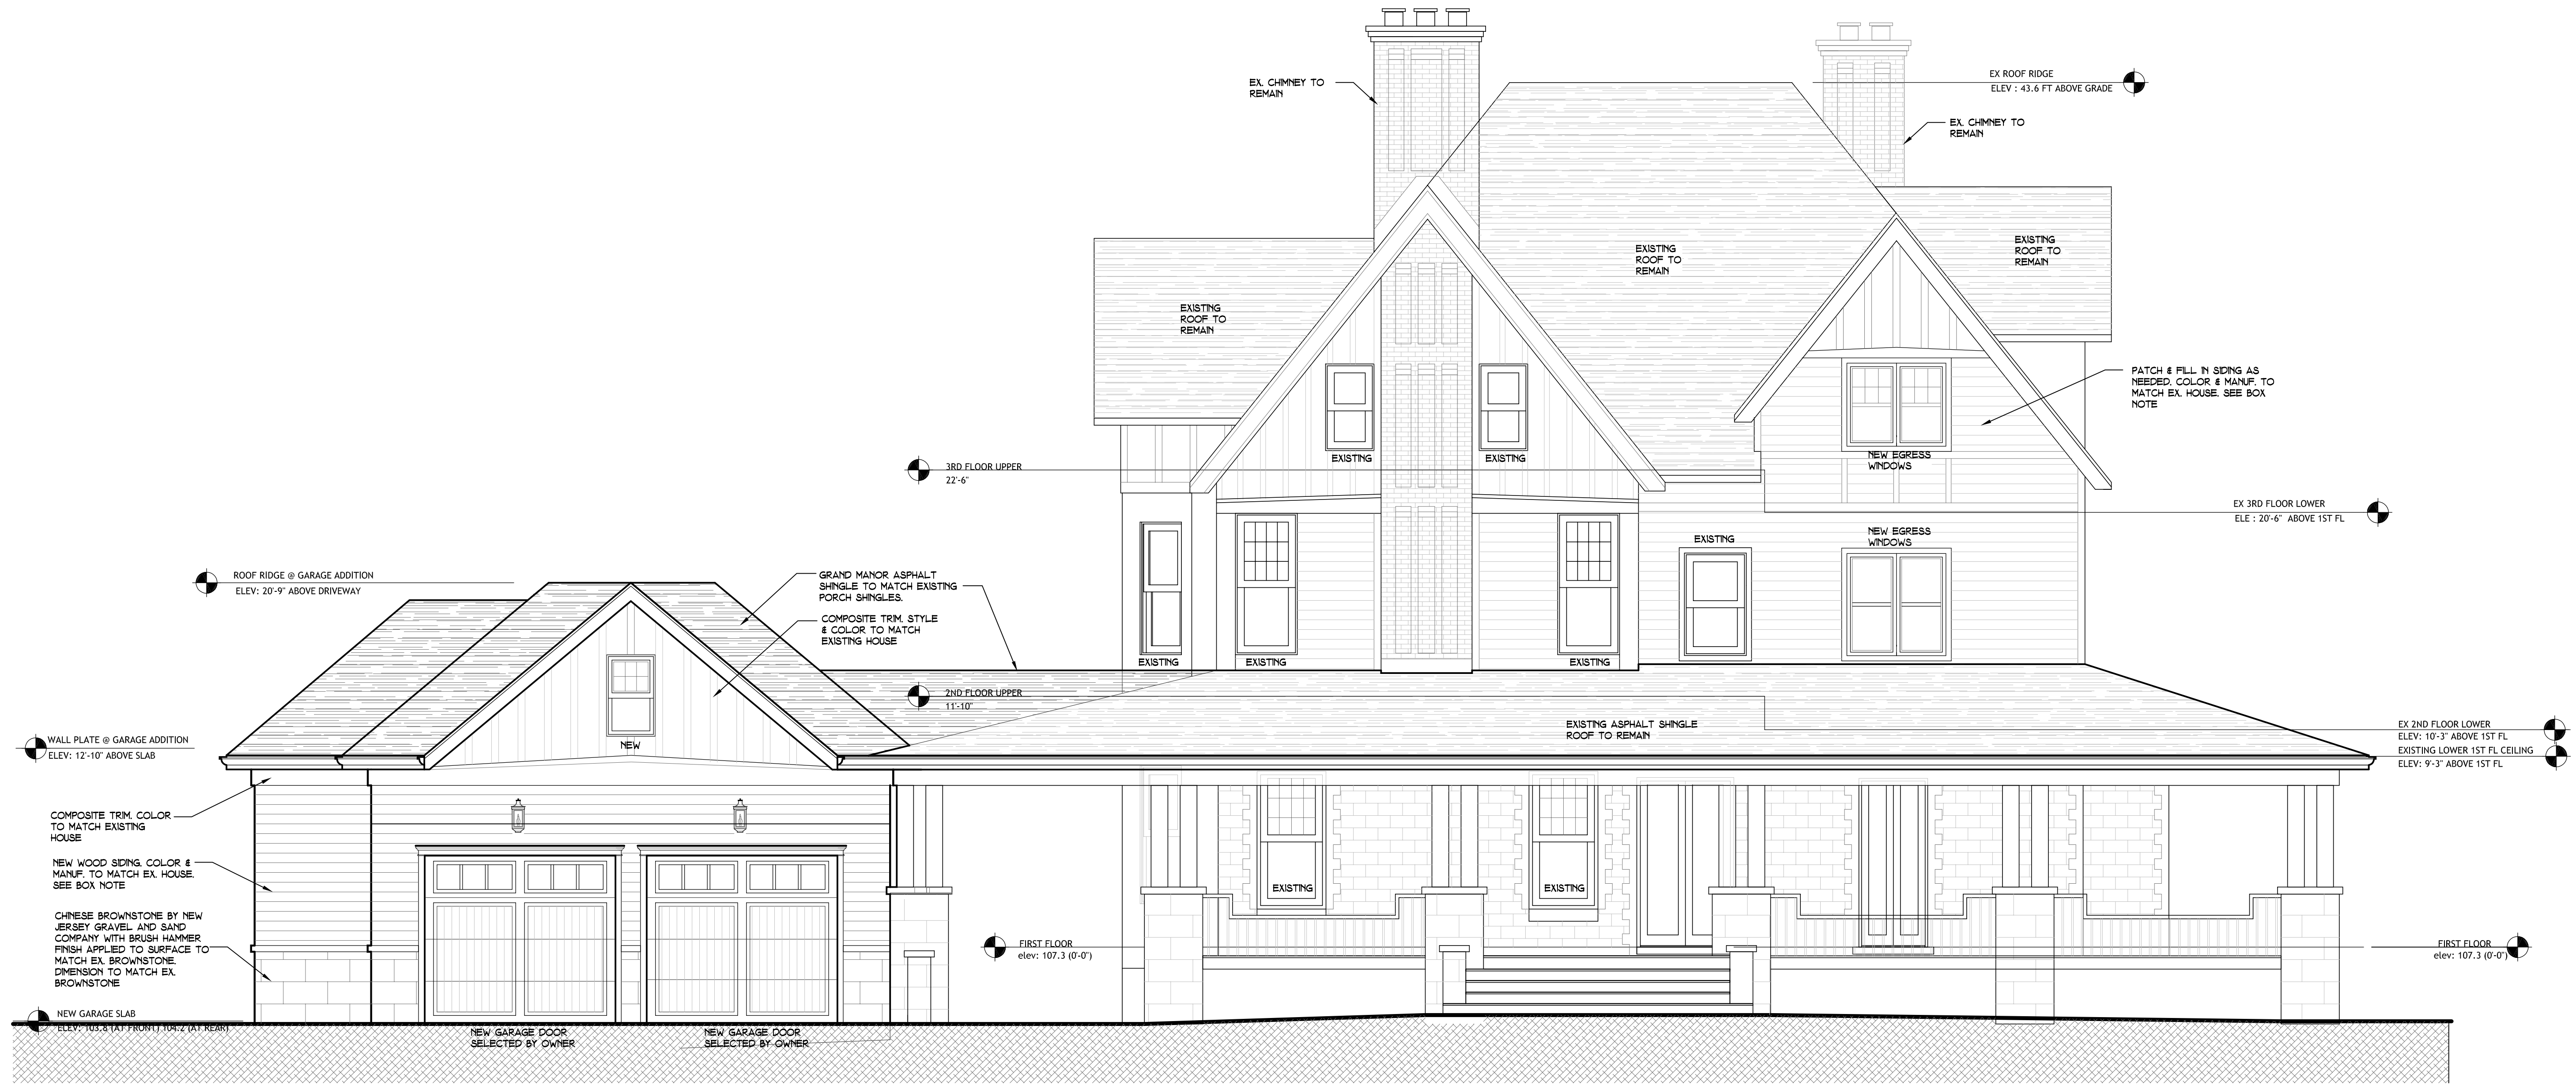 EX. CHIMNEY TO
REMAIN
EX ROOF RIDGE
ELEV : 43.6 FT ABOVE GRADE
EX. CHIMNEY TO
REMAIN
EXISTING
ROOF TO
REMAIN
EXISTING
ROOF TO
REMAIN
EXISTING
ROOF TO
REMAIN
PATCH & FILL IN SIDING AS
NEEDED, COLOR & MANUF. TO
MATCH EX. HOUSE. SEE BOX
NOTE
EXISTING
EXISTING
NEW EGRESS
WINDOWS
3RD FLOOR UPPER
22'-6"
EX 3RD FLOOR LOWER
ELE : 20'-6" ABOVE 1ST FL
EXISTING
NEW EGRESS
WINDOWS
ROOF RIDGE @ GARAGE ADDITION
ELEV: 20'-9" ABOVE DRIVEWAY
GRAND MANOR ASPHALT
SHINGLE TO MATCH EXISTING
PORCH SHINGLES.
COMPOSITE TRIM. STYLE
& COLOR TO MATCH
EXISTING HOUSE
EXISTING
EXISTING
EXISTING
2ND FLOOR UPPER
11'-10"
EXISTING ASPHALT SHINGLE
ROOF TO REMAIN
EX 2ND FLOOR LOWER
ELEV: 10'-3" ABOVE 1ST FL
EXISTING LOWER 1ST FL CEILING
ELEV: 9'-3" ABOVE 1ST FL
WALL PLATE @ GARAGE ADDITION
ELEV: 12'-10" ABOVE SLAB
NEW
COMPOSITE TRIM. COLOR
TO MATCH EXISTING
HOUSE
NEW WOOD SIDING, COLOR &
MANUF. TO MATCH EX. HOUSE.
SEE BOX NOTE
CHINESE BROWNSTONE BY NEW
JERSEY GRAVEL AND SAND
COMPANY WITH BRUSH HAMMER
FINISH APPLIED TO SURFACE TO
MATCH EX. BROWNSTONE.
DIMENSION TO MATCH EX.
BROWNSTONE
EXISTING
EXISTING
FIRST FLOOR
elev: 107.3 (0'-0")
FIRST FLOOR
elev: 107.3 (0'-0")
NEW GARAGE SLAB
ELEV: 103.8 (AT FRONT) 104.2 (AT REAR)
NEW GARAGE DOOR
SELECTED BY OWNER
NEW GARAGE DOOR
SELECTED BY OWNER